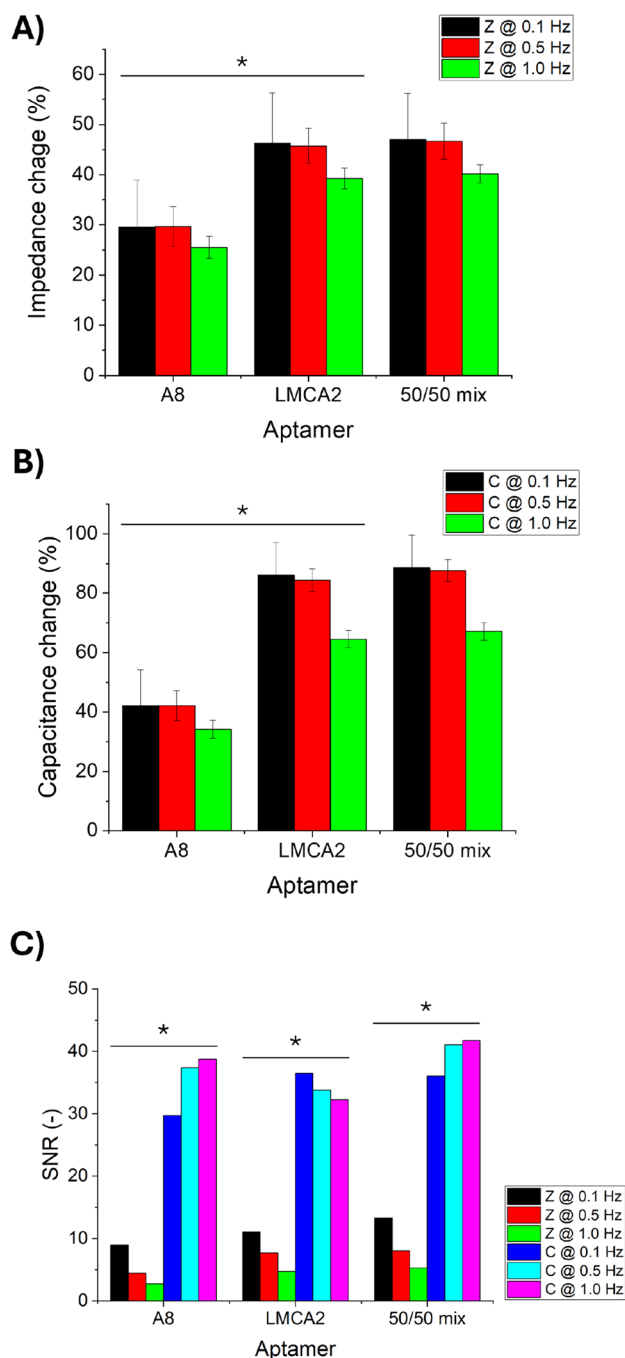 A)
Z @ 0.1 Hz
Z @ 0.5 Hz
Z @ 1.0 Hz
*
Impedance chage (%)
60
50
40
30
20
10
0
A8 LMCA2 50/50 mix
Aptamer
B)
C @ 0.1 Hz
C @ 0.5 Hz
C @ 1.0 Hz
*
Capacitance change (%)
100
80
60
40
20
0
A8 LMCA2 50/50 mix
Aptamer
C)
* * *
SNR (-)
50
40
30
20
10
0
A8 LMCA2 50/50 mix
Aptamer
Z @ 0.1 Hz
Z @ 0.5 Hz
Z @ 1.0 Hz
C @ 0.1 Hz
C @ 0.5 Hz
C @ 1.0 Hz